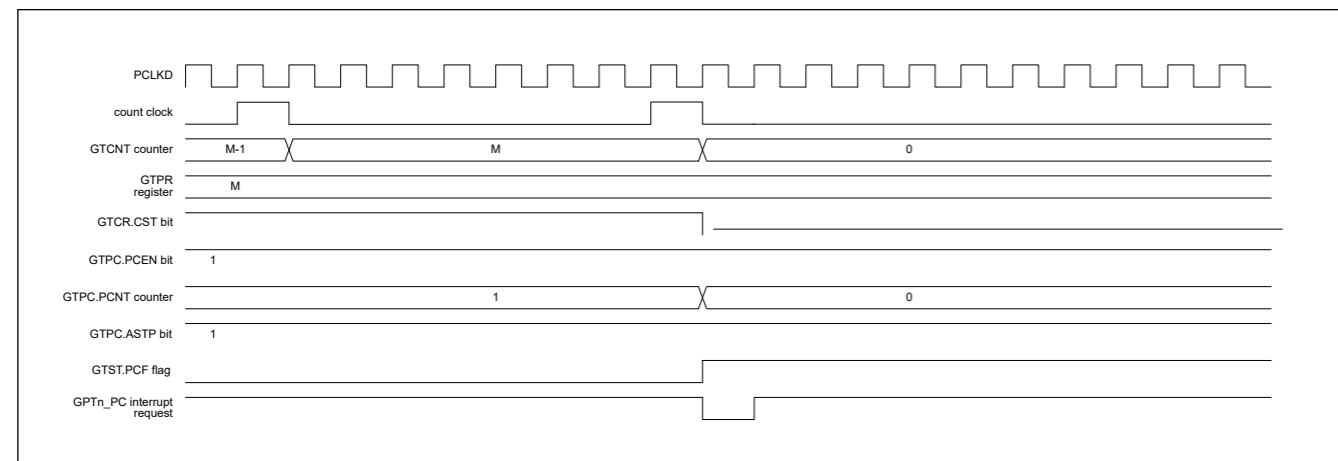 PCLKD
count clock
GTCNT counter M-1 M 0
GTPR
register
M
GTCR.CST bit
GTPC.PCEN bit 1
GTPC.PCNT counter 1 0
GTPC.ASTP bit 1
GTST.PCF flag
GPTn_PC interrupt
request